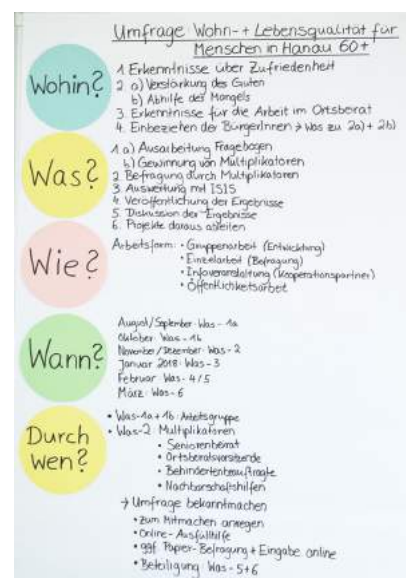 Umfrage Wohn-+ Lebensqualität für
Menschen in Hanau 60+
Wohin?
1. Erkenntnisse über Zufriedenheit
2 a) Verstärkung des Guten
b) Abhilfe des Mangels
3. Erkenntnisse für die Arbeit im Ortsbeirat
4. Einbeziehen der BürgerInnen → Was zu 2a) + 2b)
Was?
1. a) Ausarbeitung Fragebogen
b) Gewinnung von Multiplikatoren
2. Befragung durch Multiplikatoren
3. Auswertung mit ISIS
4. Veröffentlichung der Ergebnisse
5. Diskussion der Ergebnisse
6. Projekte daraus ableiten
Wie?
Arbeitsform: • Gruppenarbeit (Entwicklung)
• Einzelarbeit (Befragung)
• Infoveranstaltung (Kooperationspartner)
• Öffentlichkeitsarbeit
Wann?
August/September: Was - 1a
Oktober: Was - 1b
November/Dezember: Was - 2
Januar 2018: Was - 3
Februar: Was - 4/5
März: Was - 6
Durch
wen?
• Was-1a + 1b: Arbeitsgruppe
• Was-2: Multiplikatoren
• Seniorenbeirat
• Ortsbeiratsvorsitzende
• Behindertenbeauftragte
• Nachbarschaftshilfen
→ Umfrage bekanntmachen
• zum Mitmachen anregen
• Online-Ausfüllhilfe
• ggf. Papier-Befragung + Eingabe online
• Beteiligung: Was - 5+6